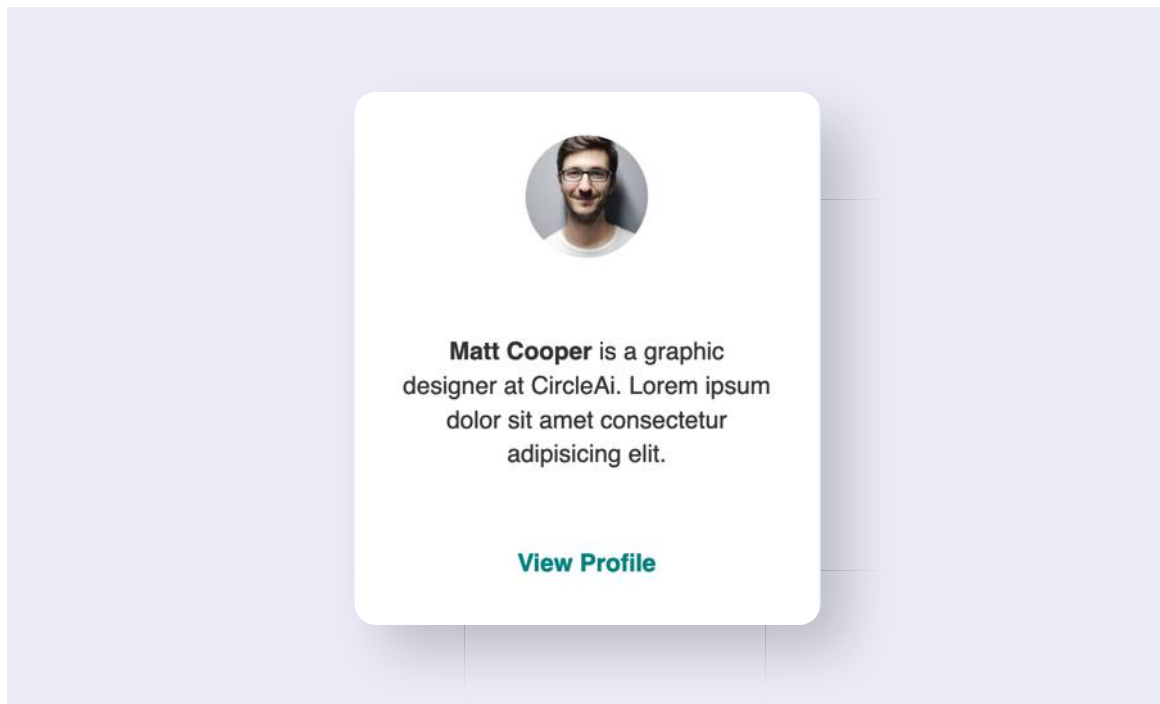 Matt Cooper is a graphic
designer at CircleAi. Lorem ipsum
dolor sit amet consectetur
adipisicing elit.
View Profile